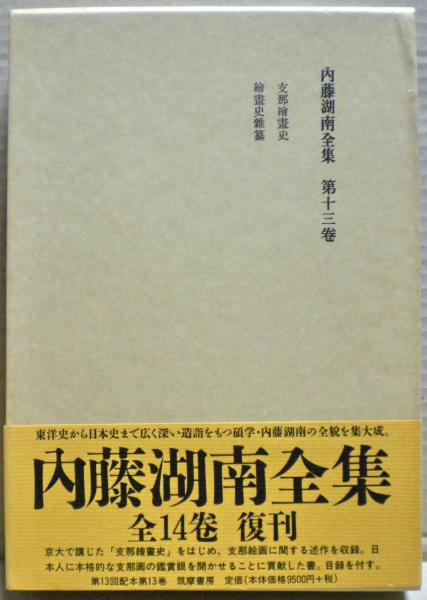 內藤湖南全集　第十三卷
支那繪畫史
繪畫史雜纂
東洋史から日本史まで広く深い造詣をもつ碩学・内藤湖南の全貌を集大成。
內藤湖南全集
全14巻 復刊
京大で講じた「支那繪畫史」をはじめ、支那絵画に関する述作を収録。日
本人に本格的な支那画の鑑賞眼を開かせることに貢献した書。目録を付す。
第13回配本第13巻 筑摩書房 定価(本体価格9500円+税)